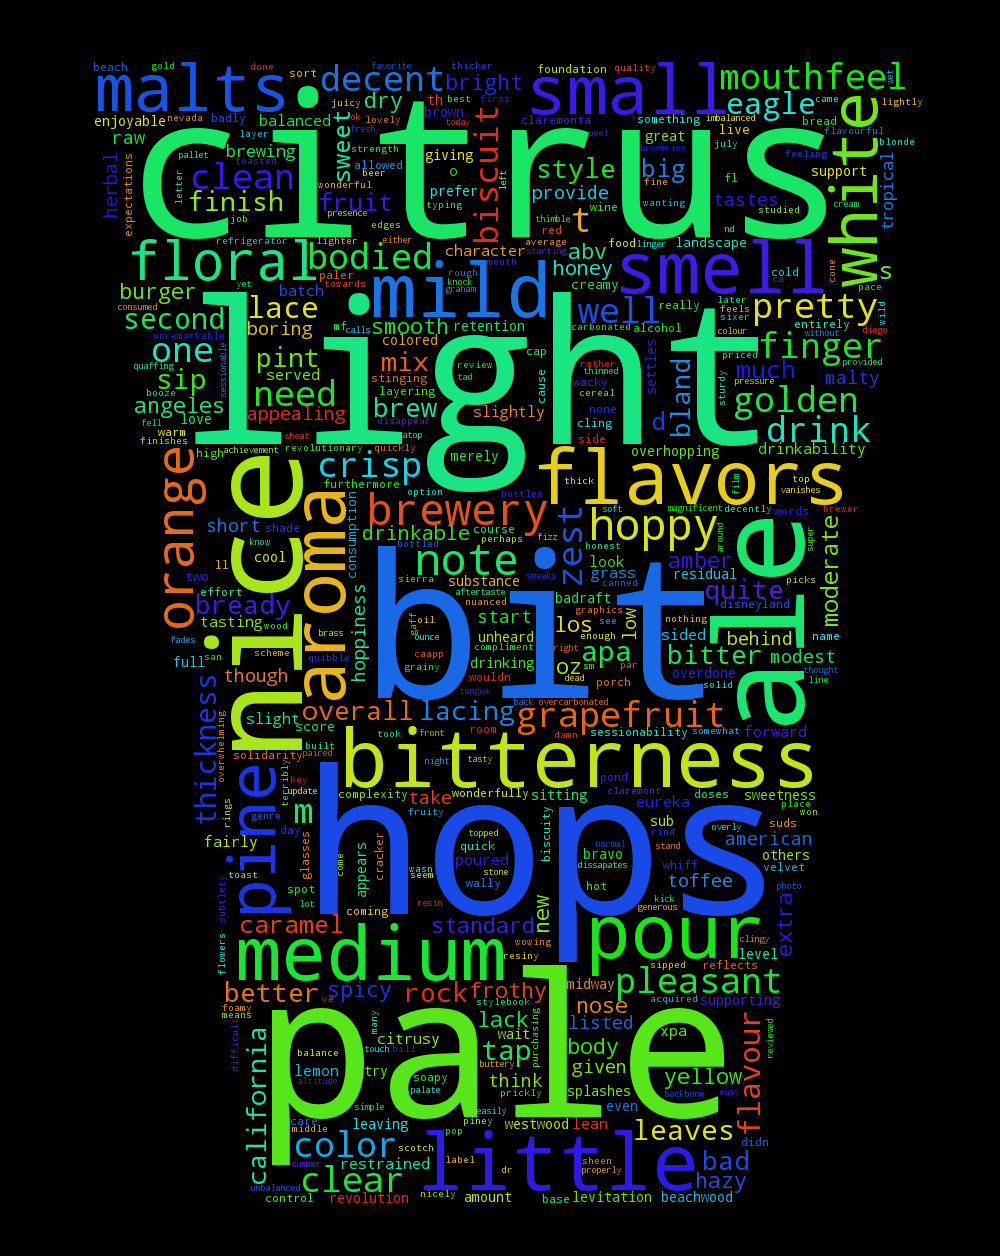 beach gold done sort favorite thicker foundation quality
malts decent bright small mouthfeel
enjoyable nevada badly juicy dry th best first claremonta something imbalanced eagle came wet lightly
raw layer balanced ok lovely brown today peel great live bread flavourful
citrus
herbal pallet brewing strength fresh sweet giving biscuit style breweries july feeling blonde white tropical
expectations toasted clean allowed beer o left big fl support
letter finish wonderful fruit typing prefer provide fine wanting tastes studied cream
job presence edges wine thimble t red nd
refrigerator lighter either character average food linger landscape
floral bodied starting abv smell cold cone s
yet paler towards rough mouth honey ca pace
burger batch mild knock creamy later wild
consumed lace graham well really feels pretty
second mf calls smooth retention carbonated alcohol sixer entirely
unremarkable boring colored cap colour without diego
one pint mix review cause rather settles priced finger provided
quaffing sessionable served stinging tad light thinned wacky bland much malty
sip need layering cereal sturdy pressure
booze angeles love appealing brew slightly none d golden
fell warm wheat disappear cling drink
finishes quickly atop side overhopping drinkability
high achievement revolutionary merely
orange crisp option flavors film top vanishes
furthermore thick
nice aroma consumption brewery bottles soft magnificent decently words brewer
short shade drinkable course perhaps fizz zest hoppy around super
know bottled note honest look amber ale moderate
ll cool sneaks grass residual
two sierra substance aftertaste canned quite picks
effort hoppiness nuanced badraft disneyland
bready bit
tasting wood gaff oil start graphics los low nothing name
fades brass ounce unheard see sided behind
san scheme quibble caapp compliment enough right apa bitter modest
full grainy drinking oz sm par overdone thought
though wouldn dead porch solid line
thickness tongue back overcarbonated
overall lacing grapefruit
slight score room damn sessionability somewhat forward
overwhelming built took front bitterness
solidarity paired night tasty
pine terribly key pond claremont
rings update complexity take wonderfully sitting doses sweetness
m fruity eureka place won
genre hops sub overly suds
day glasses topped biscuity rind american
fairly cracker quick normal bravo stand others
come appears poured dissapates whiff velvet
toast wasn seem stone wally toffee
subtlety spot hot kick photo
lot resin generous extra
coming new
caramel standard pour clingy
flowers medium wowing level
resiny sipped reflects
better spicy rock frothy midway pleasant
foamy ve stylebook nose acquired supporting
means many lack purchasing listed xpa reviewed
difficult citrusy wait body
california balance touch bill tap buttery given flavour
lemon try soapy think yellow
altitude pale palate prickly splashes backbone easy
simple easily even
care leaving piney westwood lean leaves
middle pop didn
color scotch little sheen
summer restrained label dr properly bad
unbalanced clear hazy
control revolution nicely amount base levitation beachwood